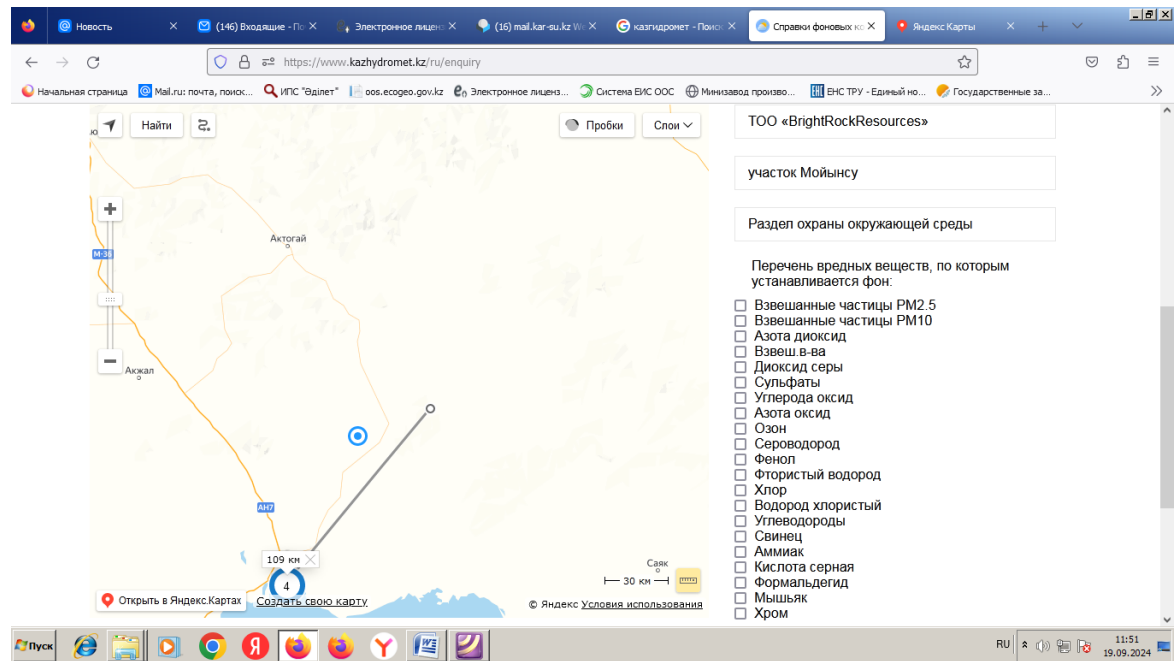 Новость
(146) Входящие - По
Электронное лиценз
(16) mail.kar-su.kz We
казгидромет - Поис
Справки фоновых ко
Яндекс Карты
https://www.kazhydromet.kz/ru/enquiry
Начальная страница
Mail.ru: почта, поиск...
ИПС "Әділет"
oos.ecogeo.gov.kz
Электронное лиценз...
Система ЕИС ООС
Минизавод произво...
ЕНС ТРУ - Единый но...
Государственные за...
Найти
Пробки
Слои
М-36
Актогай
Акжал
АН7
109 км
4
Саяк
30 км
Открыть в Яндекс.Картах
Создать свою карту
© Яндекс Условия использования
ТОО «BrightRockResources»
участок Мойынсу
Раздел охраны окружающей среды
Перечень вредных веществ, по которым
устанавливается фон:
Взвешанные частицы PM2.5
Взвешанные частицы PM10
Азота диоксид
Взвеш.в-ва
Диоксид серы
Сульфаты
Углерода оксид
Азота оксид
Озон
Сероводород
Фенол
Фтористый водород
Хлор
Водород хлористый
Углеводороды
Свинец
Аммиак
Кислота серная
Формальдегид
Мышьяк
Хром
Пуск
RU
11:51
19.09.2024